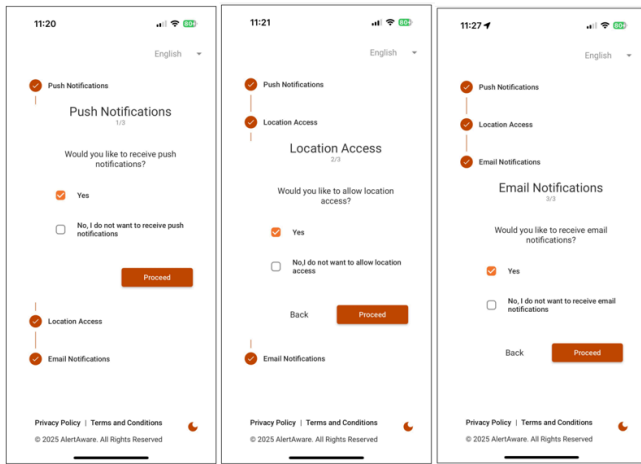 11:20
80
English
Push Notifications
Push Notifications
1/3
Would you like to receive push
notifications?
Yes
No, I do not want to receive push
notifications
Proceed
Location Access
Email Notifications
Privacy Policy | Terms and Conditions
© 2025 AlertAware. All Rights Reserved
11:21
80
English
Push Notifications
Location Access
Location Access
2/3
Would you like to allow location
access?
Yes
No,I do not want to allow location
access
Back
Proceed
Email Notifications
Privacy Policy | Terms and Conditions
© 2025 AlertAware. All Rights Reserved
11:27
80
English
Push Notifications
Location Access
Email Notifications
Email Notifications
3/3
Would you like to receive email
notifications?
Yes
No, I do not want to receive email
notifications
Back
Proceed
Privacy Policy | Terms and Conditions
© 2025 AlertAware. All Rights Reserved